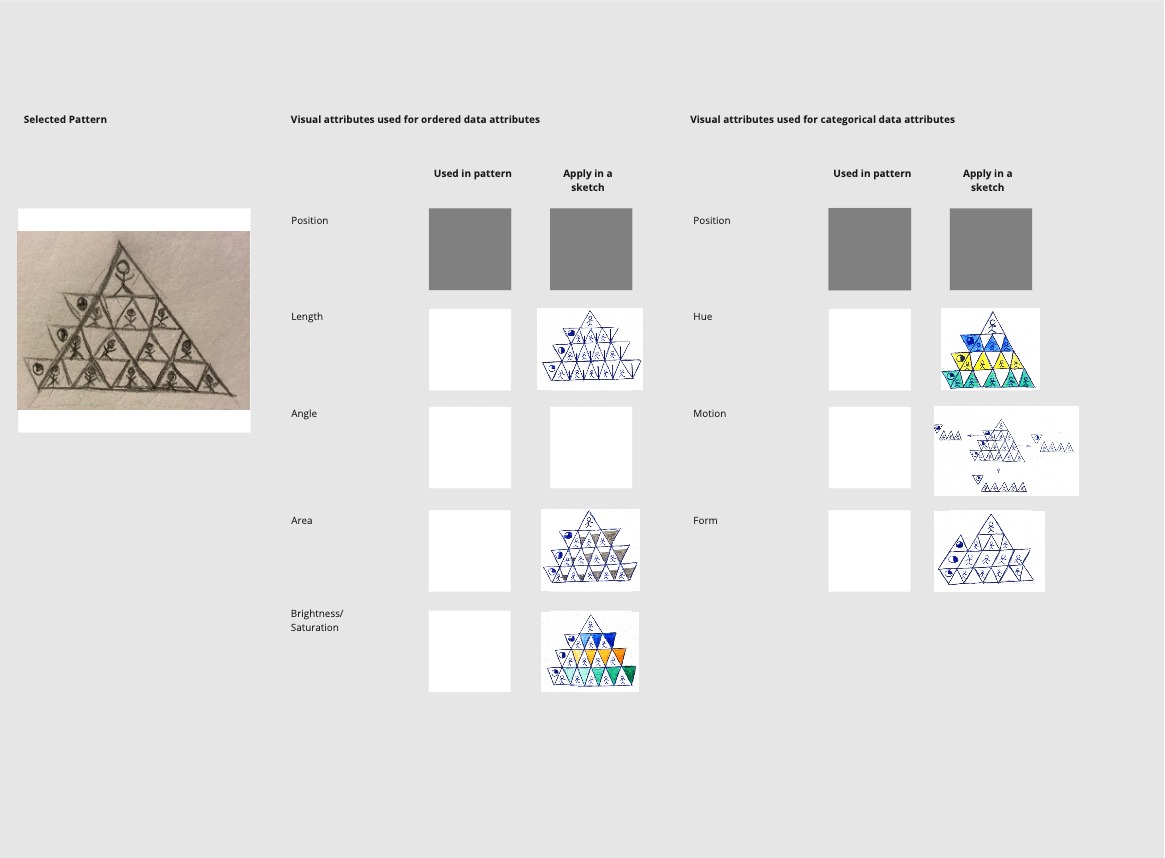 Selected Pattern
Visual attributes used for ordered data attributes
Visual attributes used for categorical data attributes
Used in pattern
Apply in a
sketch
Used in pattern
Apply in a
sketch
Position
Position
Length
Hue
Angle
Motion
Area
Form
Brightness/
Saturation